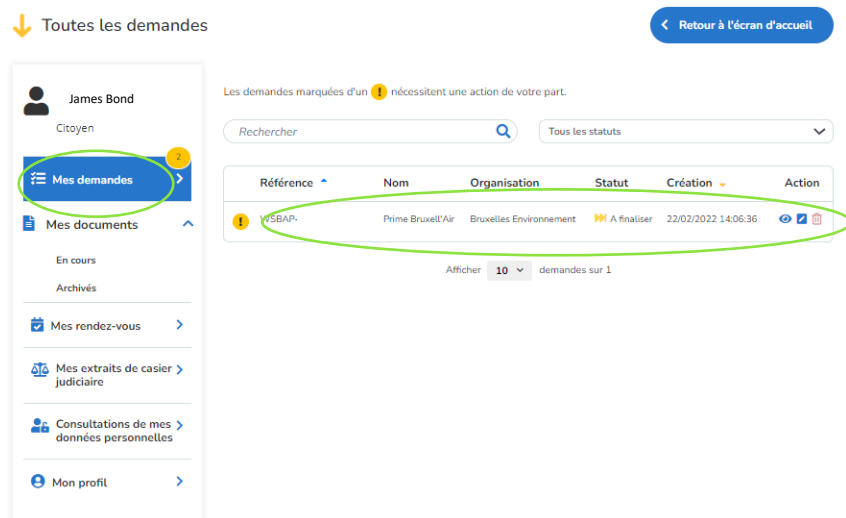 Toutes les demandes
Retour à l'écran d'accueil
James Bond
Citoyen
2
Mes demandes
Mes documents
En cours
Archivés
Mes rendez-vous
Mes extraits de casier
judiciaire
Consultations de mes
données personnelles
Mon profil
Les demandes marquées d'un ! nécessitent une action de votre part.
Rechercher
Tous les statuts
Référence Nom Organisation Statut Création Action
! WSBAP- Prime Bruxell'Air Bruxelles Environnement A finaliser 22/02/2022 14:06:36
Afficher 10 demandes sur 1